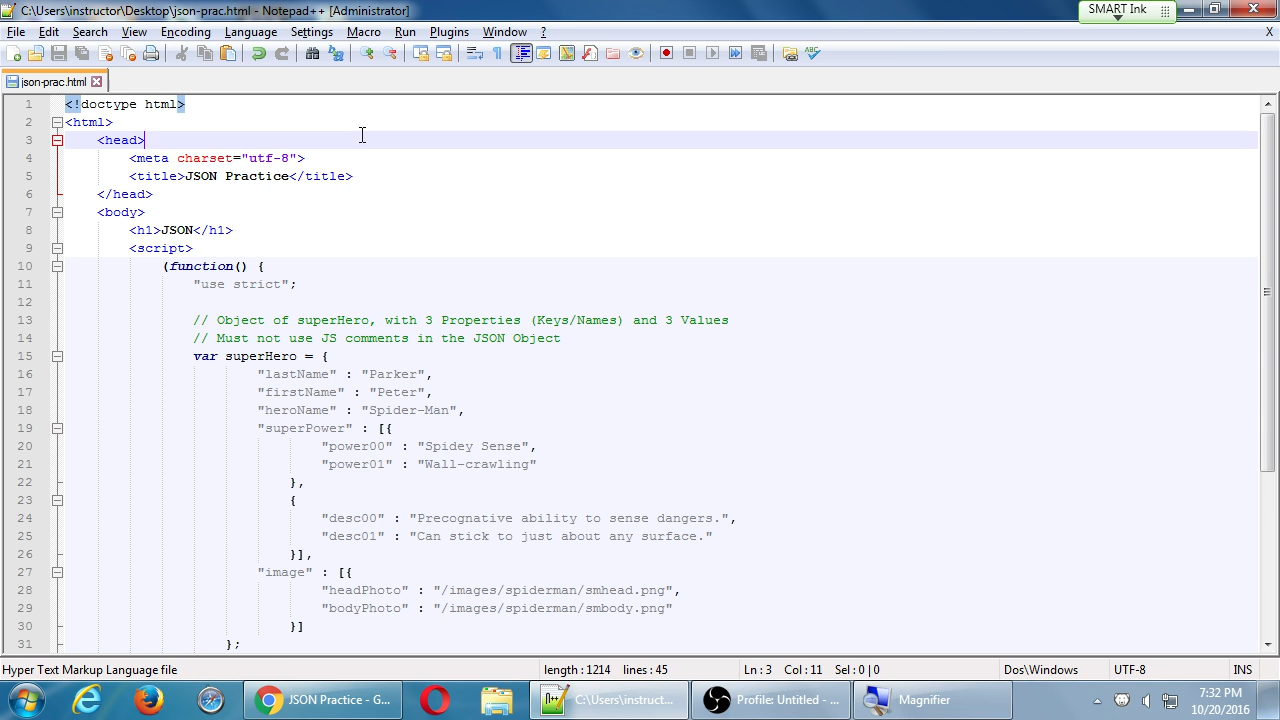 C:\Users\instructor\Desktop\json-prac.html - Notepad++ [Administrator]
SMART Ink
File Edit Search View Encoding Language Settings Macro Run Plugins Window ? X
json-prac.html
1 <!doctype html>
2 <html>
3 <head>
4 <meta charset="utf-8">
5 <title>JSON Practice</title>
6 </head>
7 <body>
8 <h1>JSON</h1>
9 <script>
10 (function() {
11 "use strict";
12
13 // Object of superHero, with 3 Properties (Keys/Names) and 3 Values
14 // Must not use JS comments in the JSON Object
15 var superHero = {
16 "lastName" : "Parker",
17 "firstName" : "Peter",
18 "heroName" : "Spider-Man",
19 "superPower" : [{
20 "power00" : "Spidey Sense",
21 "power01" : "Wall-crawling"
22 },
23 {
24 "desc00" : "Precognative ability to sense dangers.",
25 "desc01" : "Can stick to just about any surface."
26 }],
27 "image" : [{
28 "headPhoto" : "/images/spiderman/smhead.png",
29 "bodyPhoto" : "/images/spiderman/smbody.png"
30 }]
31 };
Hyper Text Markup Language file length : 1214 lines : 45 Ln : 3 Col : 11 Sel : 0 | 0 Dos\Windows UTF-8 INS
JSON Practice - G... C:\Users\instruct... Profile: Untitled - ... Magnifier 7:32 PM
10/20/2016